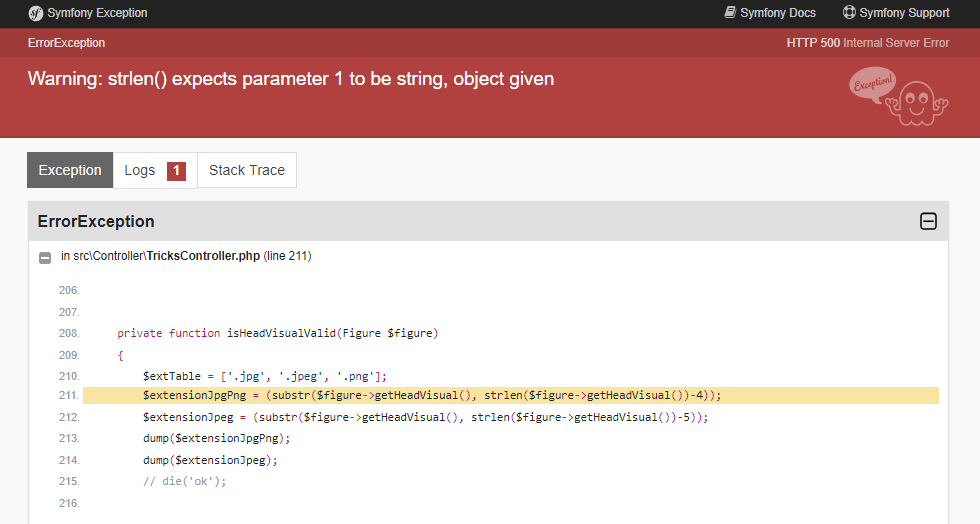 sf Symfony Exception
Symfony Docs
Symfony Support
ErrorException
HTTP 500 Internal Server Error
Warning: strlen() expects parameter 1 to be string, object given
Exception!
Exception
Logs 1
Stack Trace
ErrorException
in src\Controller\TricksController.php (line 211)
206.
207.
208. private function isHeadVisualValid(Figure $figure)
209. {
210. $extTable = ['.jpg', '.jpeg', '.png'];
211. $extensionJpgPng = (substr($figure->getHeadVisual(), strlen($figure->getHeadVisual())-4));
212. $extensionJpeg = (substr($figure->getHeadVisual(), strlen($figure->getHeadVisual())-5));
213. dump($extensionJpgPng);
214. dump($extensionJpeg);
215. // die('ok');
216.